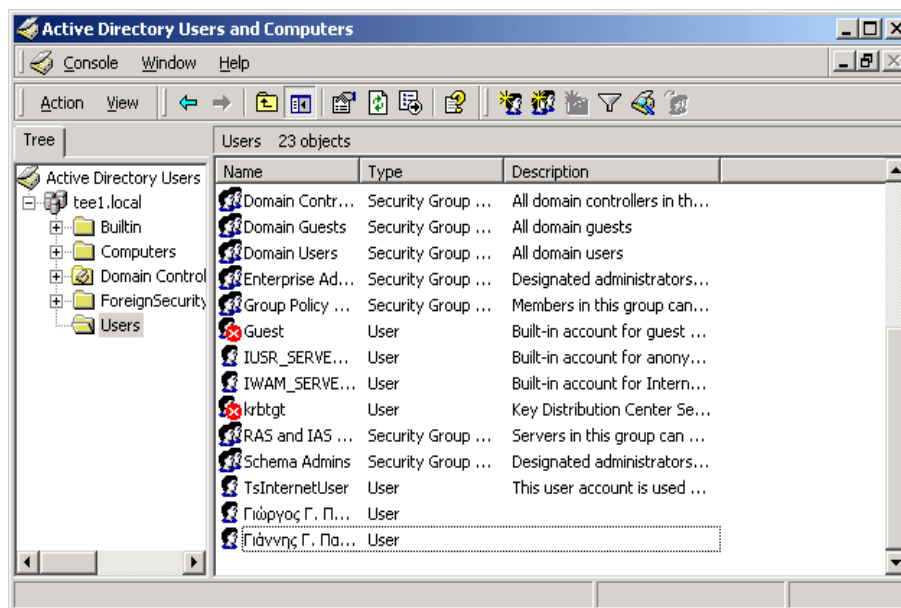 Active Directory Users and Computers
Console Window Help
Action View
Tree
Users 23 objects
Active Directory Users
tee1.local
Builtin
Computers
Domain Control
ForeignSecurity
Users
Name Type Description
Domain Contr... Security Group ... All domain controllers in th...
Domain Guests Security Group ... All domain guests
Domain Users Security Group ... All domain users
Enterprise Ad... Security Group ... Designated administrators...
Group Policy ... Security Group ... Members in this group can...
Guest User Built-in account for guest ...
IUSR_SERVE... User Built-in account for anony...
IWAM_SERVE... User Built-in account for Intern...
krbtgt User Key Distribution Center Se...
RAS and IAS ... Security Group ... Servers in this group can ...
Schema Admins Security Group ... Designated administrators...
TsInternetUser User This user account is used ...
Γιώργος Γ. Π... User
Γιάννης Γ. Πα... User